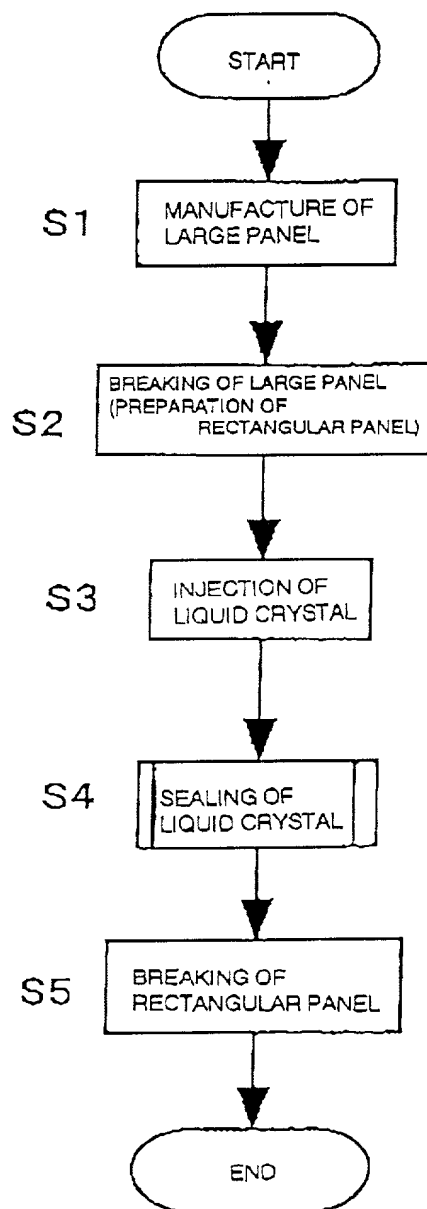 START
S1
MANUFACTURE OF
LARGE PANEL
S2
BREAKING OF LARGE PANEL
(PREPARATION OF
RECTANGULAR PANEL)
S3
INJECTION OF
LIQUID CRYSTAL
S4
SEALING OF
LIQUID CRYSTAL
S5
BREAKING OF
RECTANGULAR PANEL
END